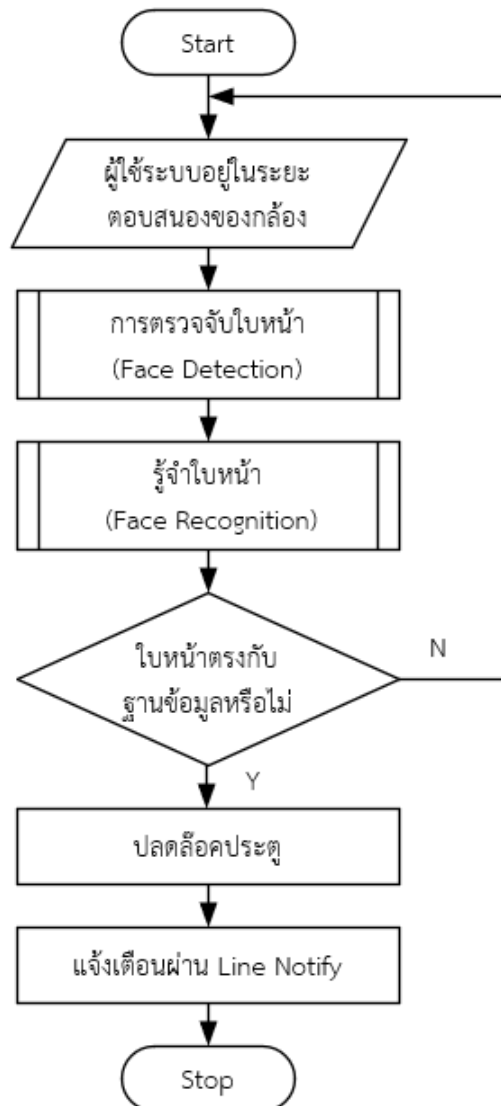 Start
ผู้ใช้ระบบอยู่ในระยะ
ตอบสนองของกล้อง
การตรวจจับใบหน้า
(Face Detection)
รู้จำใบหน้า
(Face Recognition)
ใบหน้าตรงกับ
ฐานข้อมูลหรือไม่
N
Y
ปลดล๊อคประตู
แจ้งเตือนผ่าน Line Notify
Stop